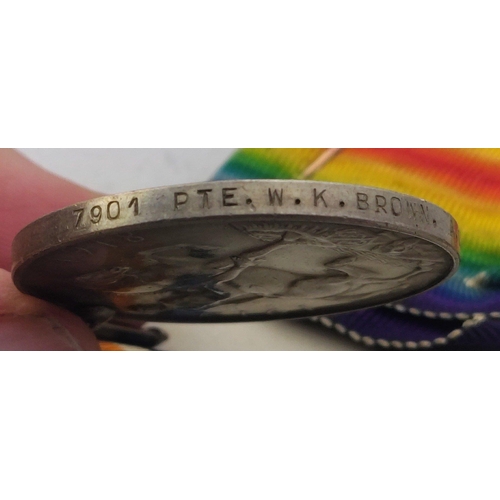 7901 PTE. W. K. BROWN.